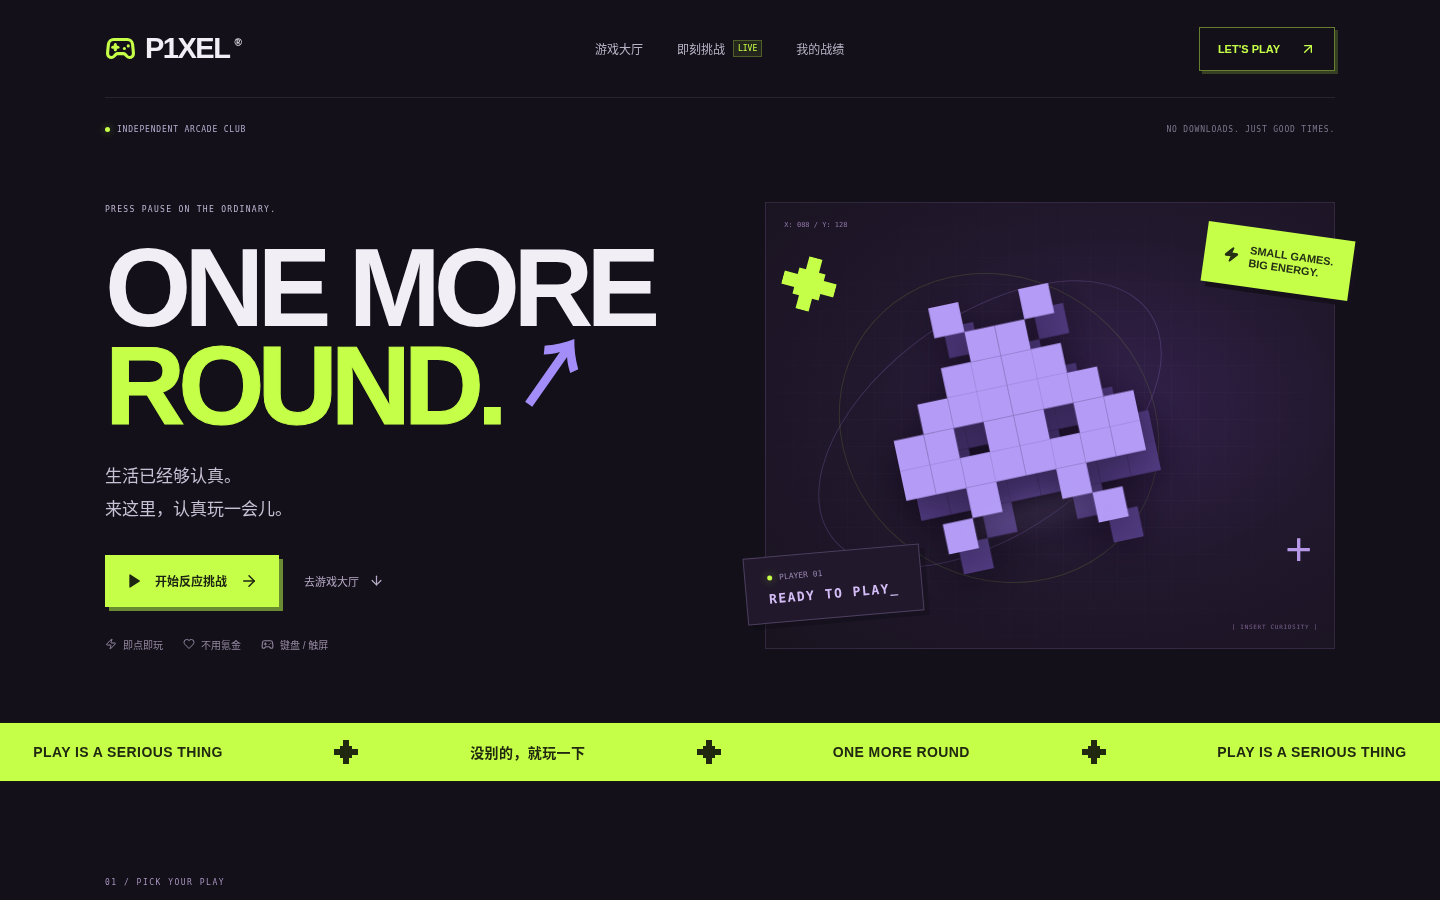 P1XEL ®
游戏大厅
即刻挑战 LIVE
我的战绩
LET'S PLAY
INDEPENDENT ARCADE CLUB
NO DOWNLOADS. JUST GOOD TIMES.
PRESS PAUSE ON THE ORDINARY.
ONE MORE
ROUND.
生活已经够认真。
来这里，认真玩一会儿。
开始反应挑战
去游戏大厅
即点即玩
不用氪金
键盘 / 触屏
X: 088 / Y: 120
SMALL GAMES.
BIG ENERGY.
PLAYER 01
READY TO PLAY_
[ INSERT CURIOSITY ]
PLAY IS A SERIOUS THING
没别的，就玩一下
ONE MORE ROUND
PLAY IS A SERIOUS THING
01 / PICK YOUR PLAY